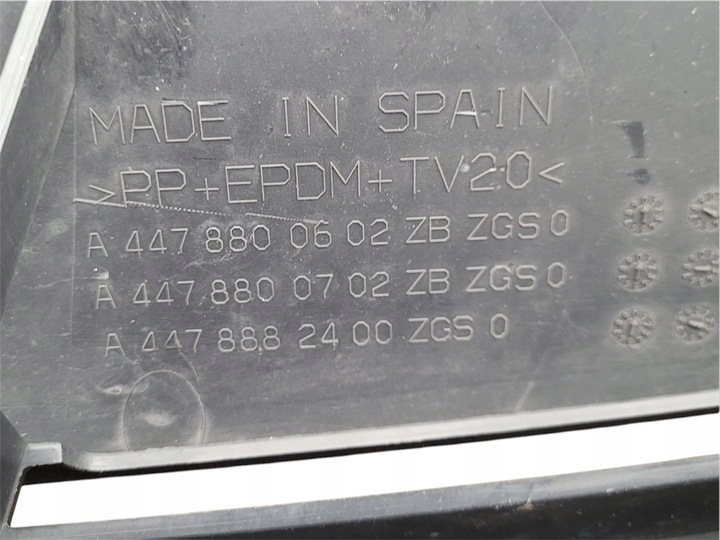 MADE IN SPAIN
>PP+EPDM+TV20<
A 447 880 06 02 ZB ZGS 0
A 447 880 07 02 ZB ZGS 0
A 447 888 24 00 ZGS 0